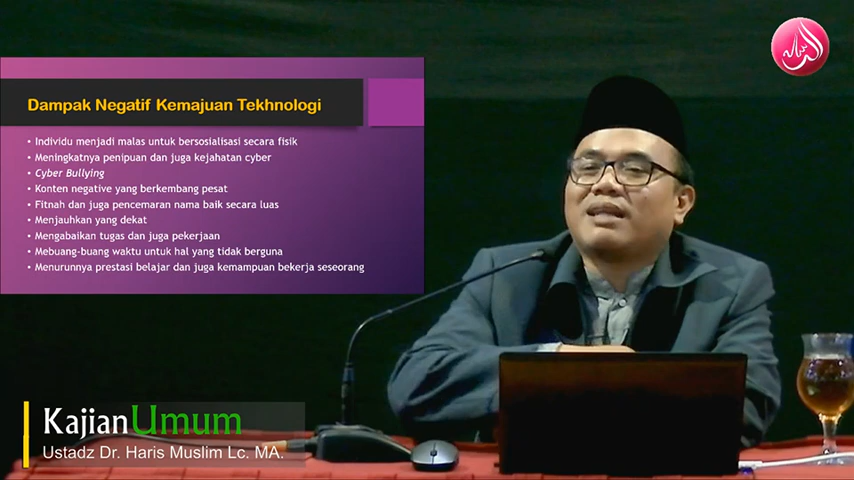 Dampak Negatif Kemajuan Tekhnologi
• Individu menjadi malas untuk bersosialisasi secara fisik
• Meningkatnya penipuan dan juga kejahatan cyber
• Cyber Bullying
• Konten negative yang berkembang pesat
• Fitnah dan juga pencemaran nama baik secara luas
• Menjauhkan yang dekat
• Mengabaikan tugas dan juga pekerjaan
• Mebuang-buang waktu untuk hal yang tidak berguna
• Menurunnya prestasi belajar dan juga kemampuan bekerja seseorang
KajianUmum
Ustadz Dr. Haris Muslim Lc. MA.